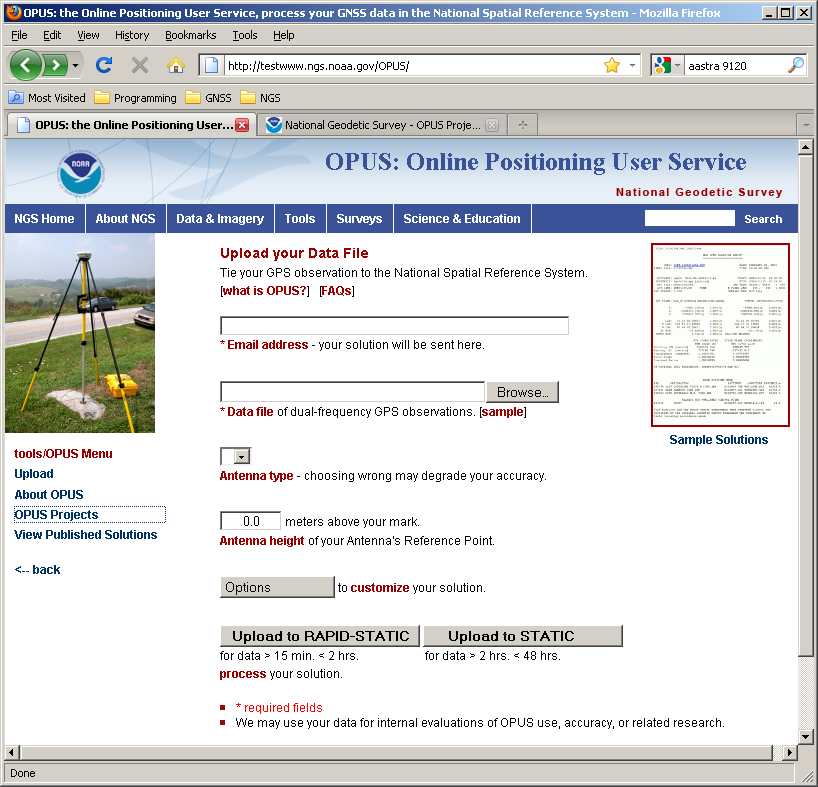 OPUS: the Online Positioning User Service, process your GNSS data in the National Spatial Reference System - Mozilla Firefox
File Edit View History Bookmarks Tools Help
http://testwww.ngs.noaa.gov/OPUS/ aastra 9120
Most Visited Programming GNSS NGS
OPUS: the Online Positioning User... National Geodetic Survey - OPUS Proje...
NOAA
OPUS: Online Positioning User Service
National Geodetic Survey
NGS Home About NGS Data & Imagery Tools Surveys Science & Education Search
Upload your Data File
Tie your GPS observation to the National Spatial Reference System.
[what is OPUS?] [FAQs]
* Email address - your solution will be sent here.
Browse...
* Data file of dual-frequency GPS observations. [sample]
Sample Solutions
tools/OPUS Menu
Upload
About OPUS
OPUS Projects
View Published Solutions
<-- back
Antenna type - choosing wrong may degrade your accuracy.
0.0 meters above your mark.
Antenna height of your Antenna's Reference Point.
Options to customize your solution.
Upload to RAPID-STATIC Upload to STATIC
for data > 15 min. < 2 hrs. for data > 2 hrs. < 48 hrs.
process your solution.
* required fields
We may use your data for internal evaluations of OPUS use, accuracy, or related research.
Done